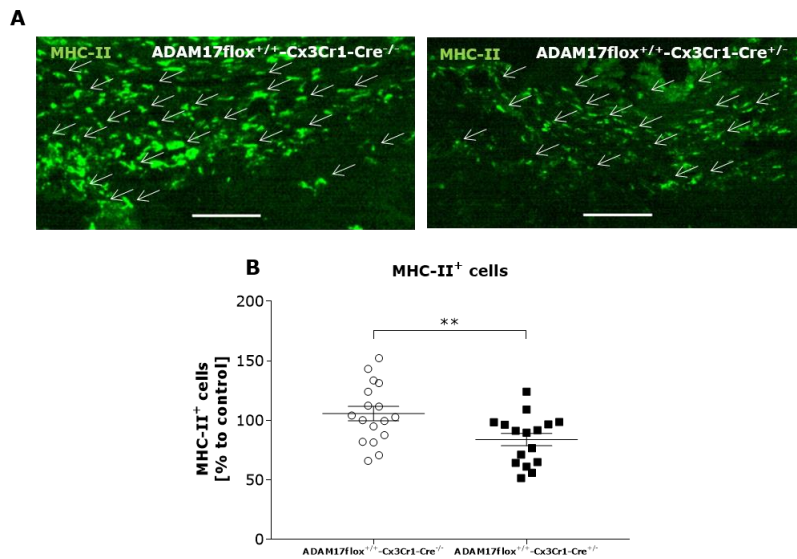 A
MHC-II ADAM17flox⁺/⁺-Cx3Cr1-Cre⁻/⁻
MHC-II ADAM17flox⁺/⁺-Cx3Cr1-Cre⁺/⁻
B
MHC-II⁺ cells
200
150
100
50
0
MHC-II⁺ cells
[% to control]
**
ADAM17flox⁺/⁺-Cx3Cr1-Cre⁻/⁻
ADAM17flox⁺/⁺-Cx3Cr1-Cre⁺/⁻